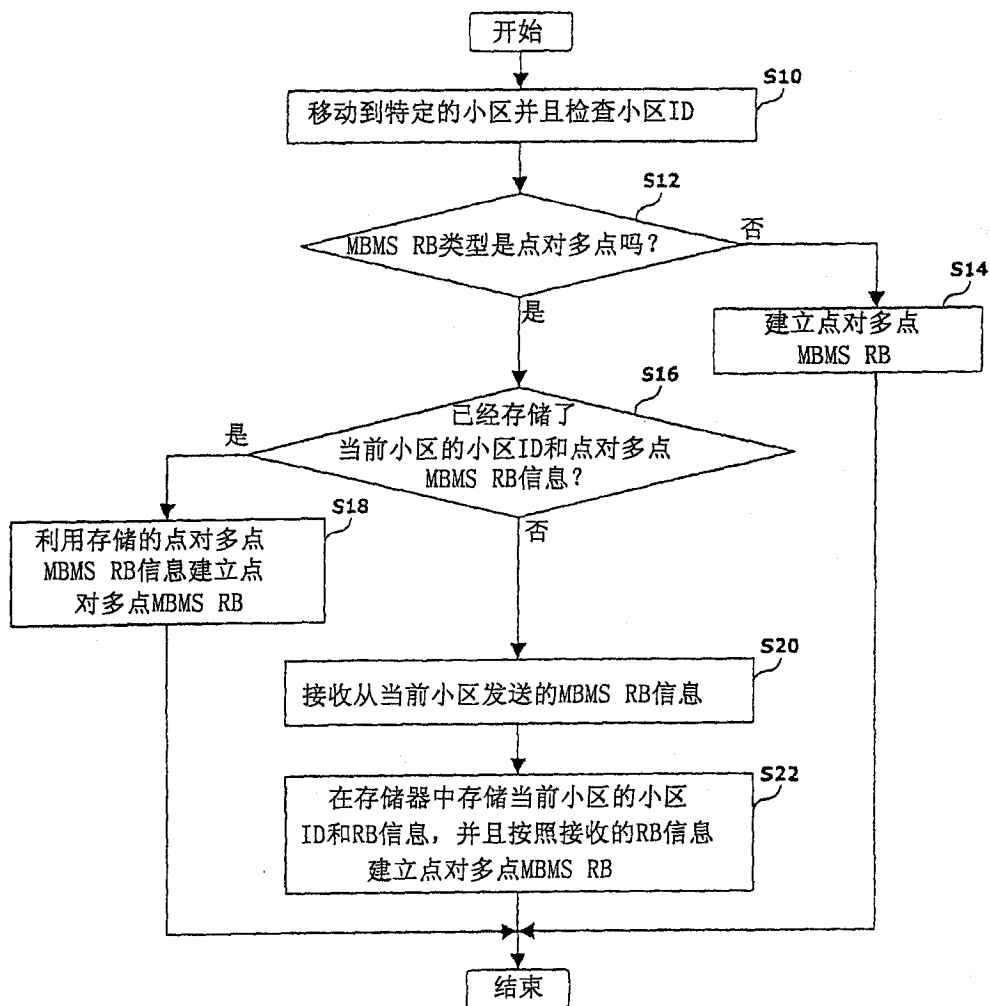 开始
S10
移动到特定的小区并且检查小区ID
S12
MBMS RB类型是点对多点吗?
否
是
S14
建立点对多点
MBMS RB
S16
已经存储了
当前小区的小区ID和点对多点
MBMS RB信息?
是
否
S18
利用存储的点对多点
MBMS RB信息建立点
对多点MBMS RB
S20
接收从当前小区发送的MBMS RB信息
S22
在存储器中存储当前小区的小区
ID和RB信息, 并且按照接收的RB信息
建立点对多点MBMS RB
结束